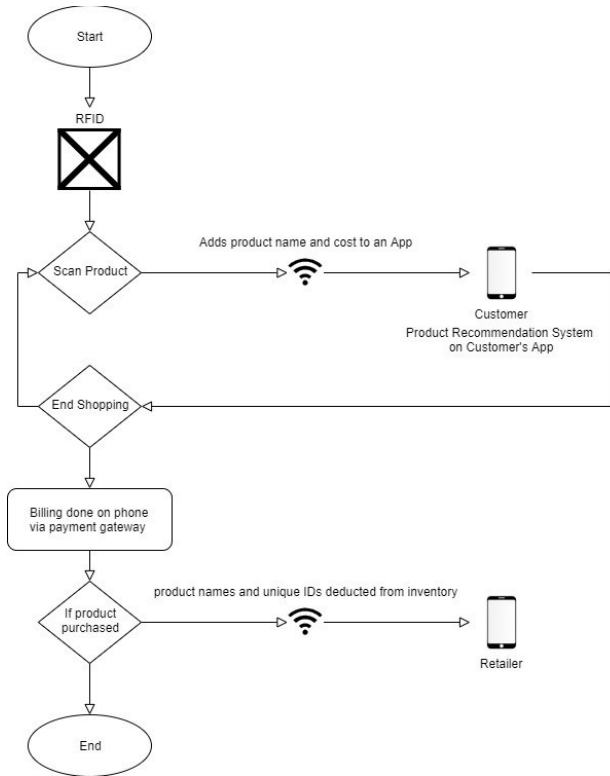 Start
RFID
Adds product name and cost to an App
Scan Product
Customer
Product Recommendation System
on Customer's App
End Shopping
Billing done on phone
via payment gateway
product names and unique IDs deducted from inventory
If product
purchased
Retailer
End